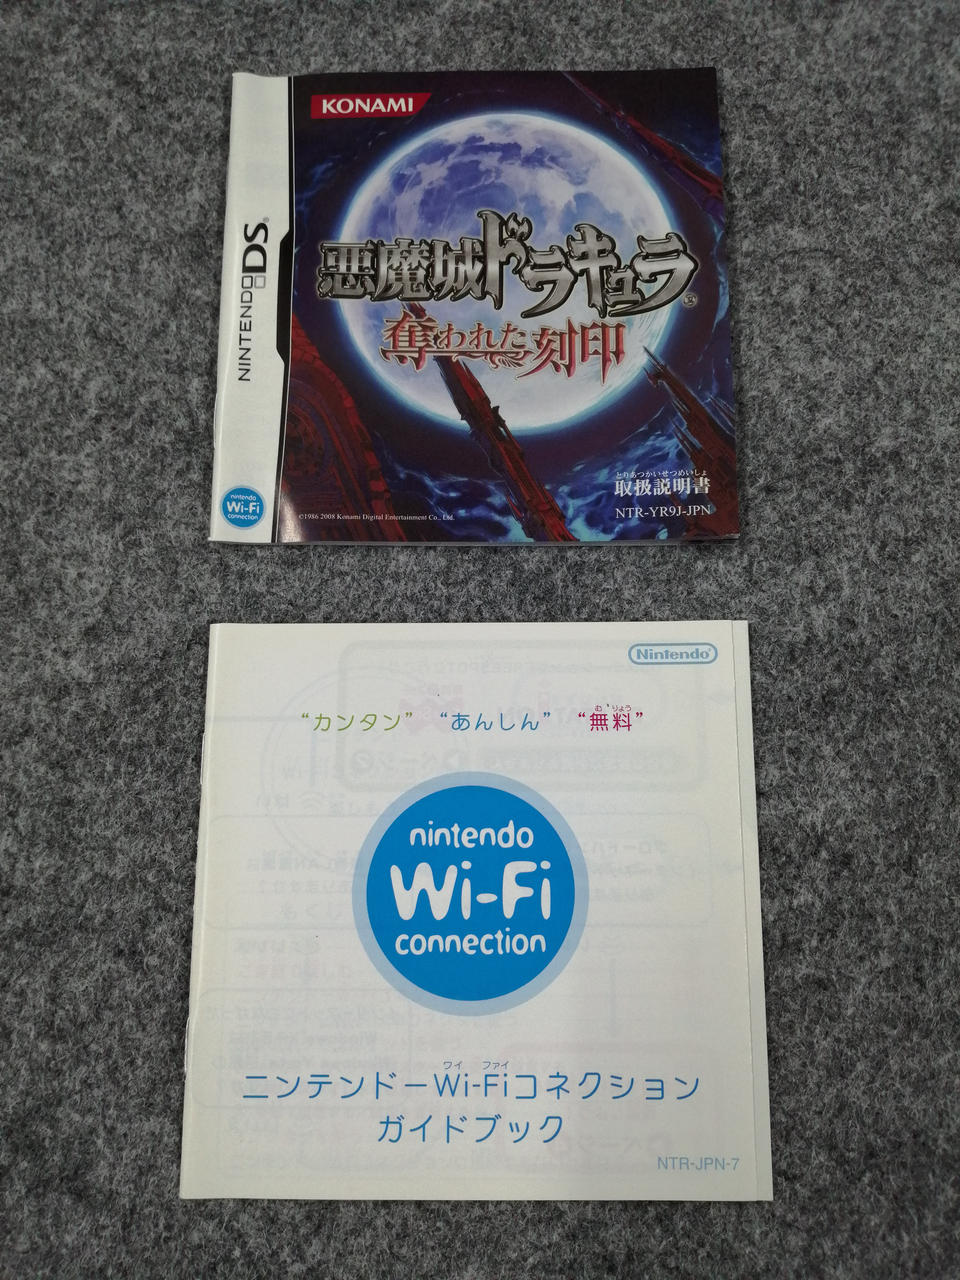 KONAMI
NINTENDO DS®
悪魔城ドラキュラ
奪われた刻印
とりあつかいせつめいしょ
取扱説明書
NTR-YR9J-JPN
nintendo
Wi-Fi
connection
©1986 2008 Konami Digital Entertainment Co., Ltd.
Nintendo
“カンタン” “あんしん” “無料”
むりょう
nintendo
Wi-Fi
connection
ワイ ファイ
ニンテンドーWi-Fiコネクション
ガイドブック
NTR-JPN-7